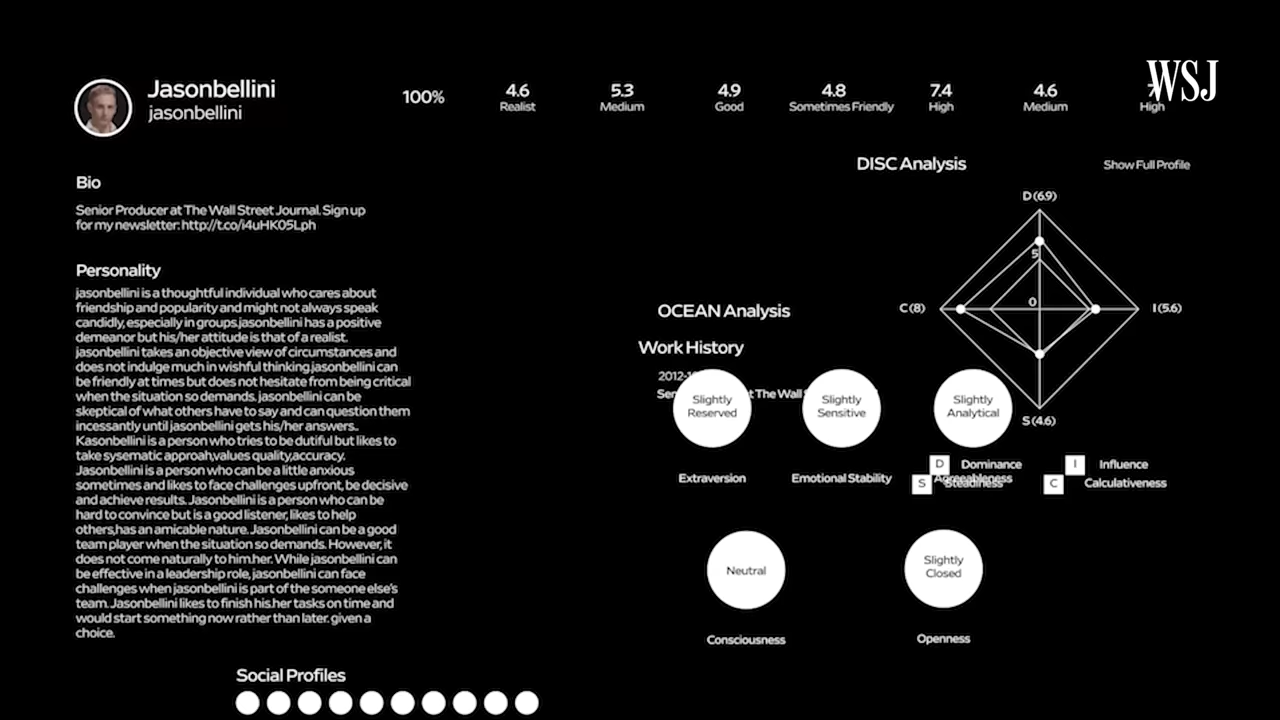 Jasonbellini
jasonbellini
100%
4.6
Realist
5.3
Medium
4.9
Good
4.8
Sometimes Friendly
7.4
High
4.6
Medium
High
WSJ
Bio
Senior Producer at The Wall Street Journal. Sign up
for my newsletter: http://t.co/i4uHK05Lph
Personality
jasonbellini is a thoughtful individual who cares about
friendship and popularity and might not always speak
candidly, especially in groups.jasonbellini has a positive
demeanor but his/her attitude is that of a realist.
jasonbellini takes an objective view of circumstances and
does not indulge much in wishful thinking.jasonbellini can
be friendly at times but does not hesitate from being critical
when the situation so demands. jasonbellini can be
skeptical of what others have to say and can question them
incessantly until jasonbellini gets his/her answers..
Kasonbellini is a person who tries to be dutiful but likes to
take sysematic approah,values quality,accuracy.
Jasonbellini is a person who can be a little anxious
sometimes and likes to face challenges upfront, be decisive
and achieve results. Jasonbellini is a person who can be
hard to convince but is a good listener, likes to help
others,has an amicable nature. Jasonbellini can be a good
team player when the situation so demands. However, it
does not come naturally to him.her. While jasonbellini can
be effective in a leadership role, jasonbellini can face
challenges when jasonbellini is part of the someone else's
team. Jasonbellini likes to finish his.her tasks on time and
would start something now rather than later. given a
choice.
Social Profiles
DISC Analysis
Show Full Profile
D (6.9)
5
0
C (8)
I (5.6)
S (4.6)
D Dominance
I Influence
S Steadiness
C Calculativeness
OCEAN Analysis
Work History
2012-
t The Wall
Slightly
Reserved
Extraversion
Slightly
Sensitive
Emotional Stability
Slightly
Analytical
Agreeableness
Neutral
Consciousness
Slightly
Closed
Openness